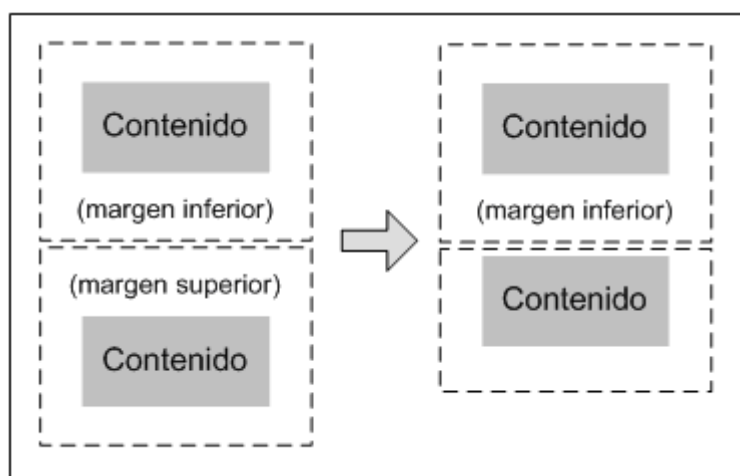 Contenido
(margen inferior)
(margen superior)
Contenido
Contenido
(margen inferior)
Contenido